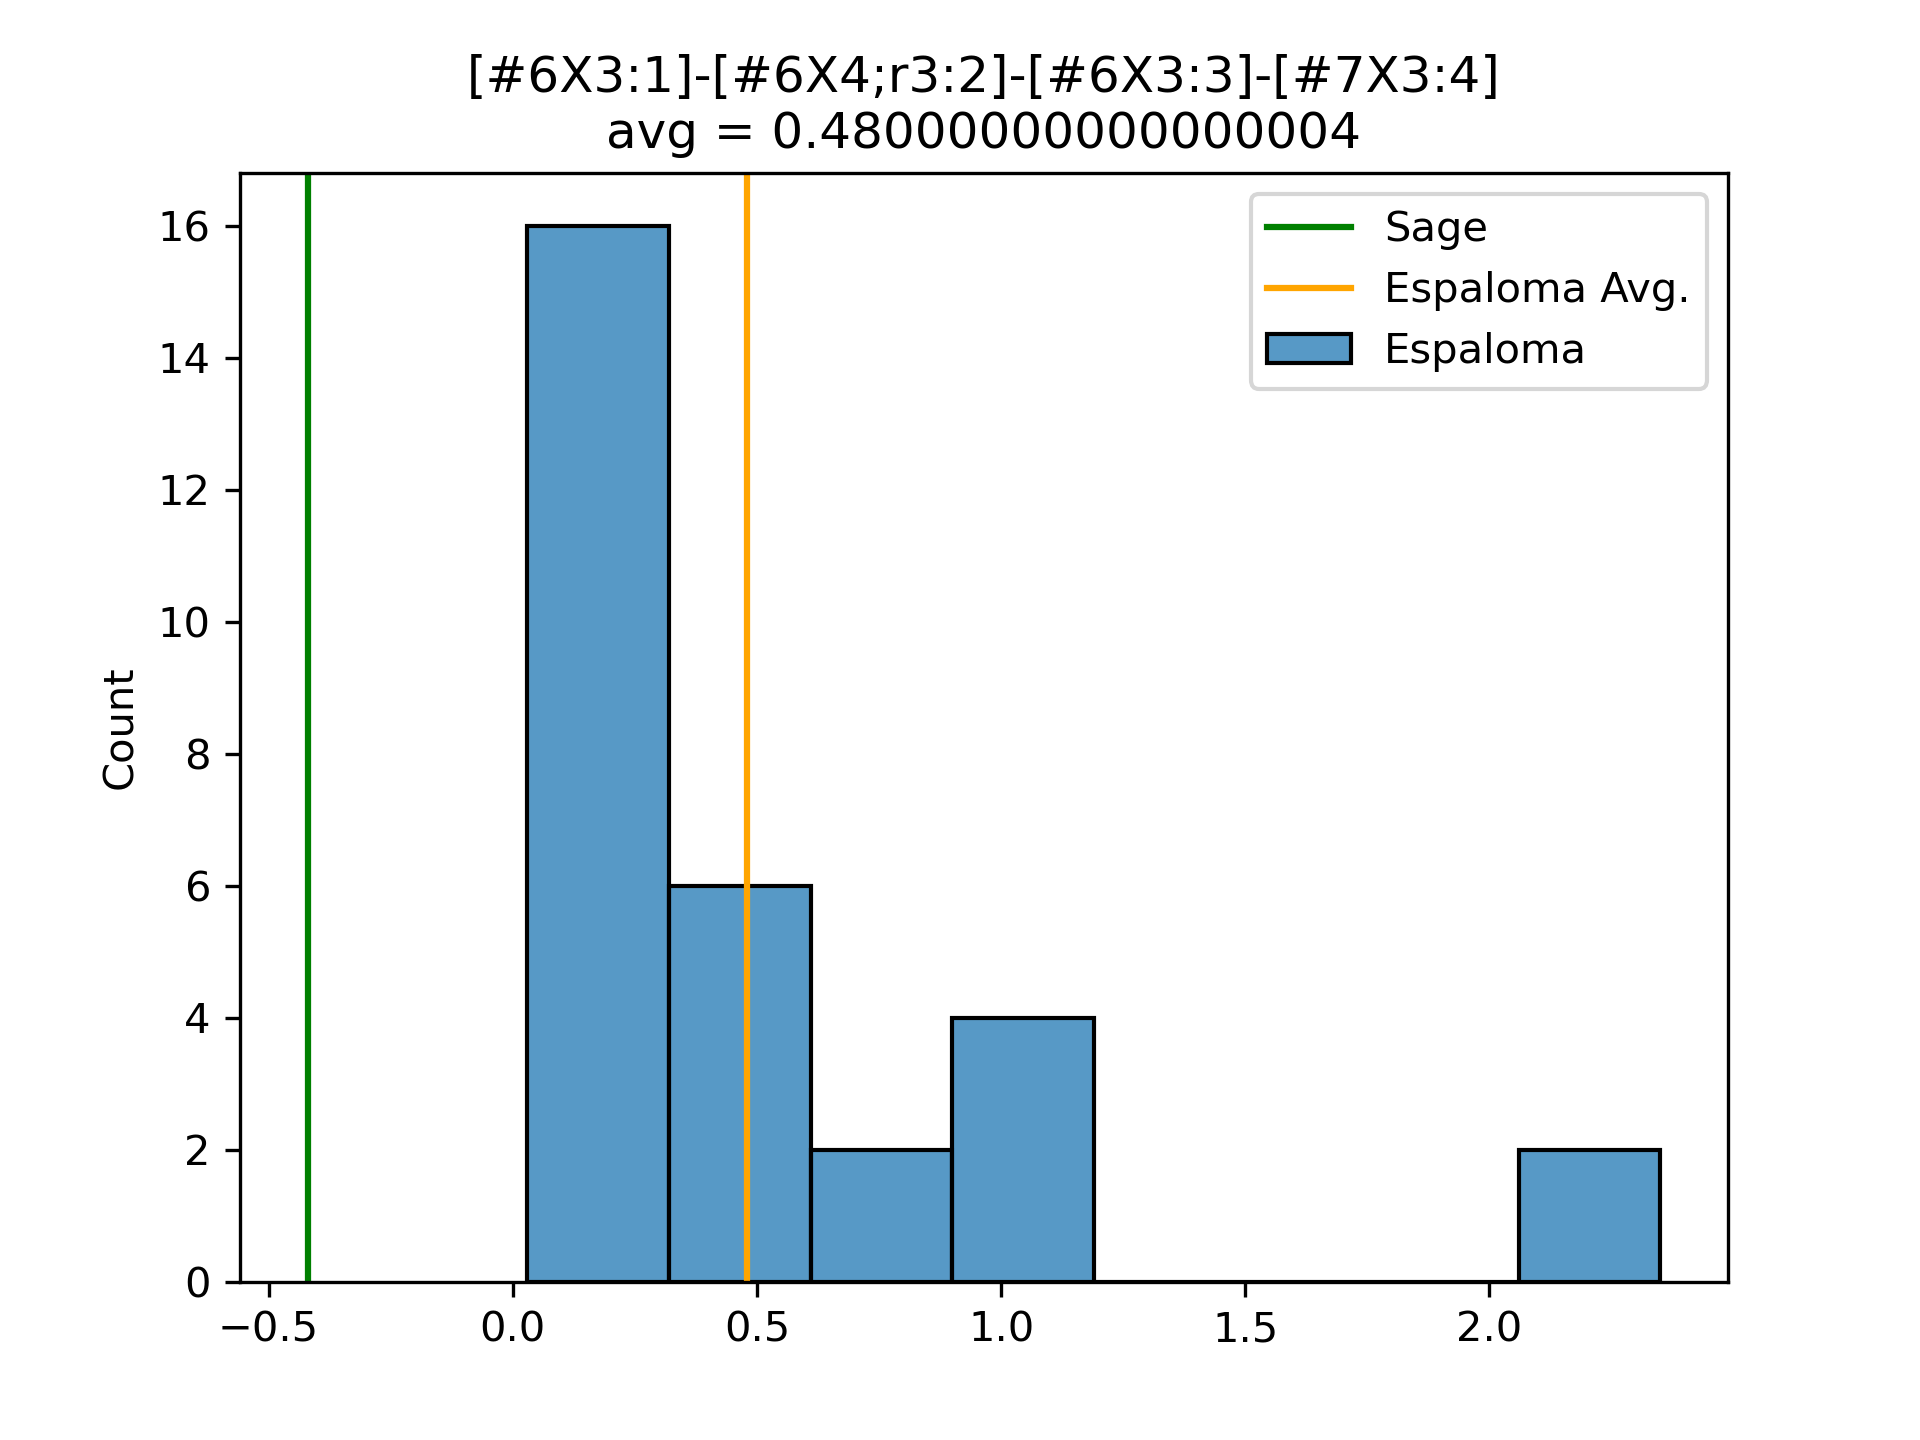 [#6X3:1]-[#6X4;r3:2]-[#6X3:3]-[#7X3:4]
avg = 0.48000000000000004
Sage
Espaloma Avg.
Espaloma
Count
16
14
12
10
8
6
4
2
0
−0.5 0.0 0.5 1.0 1.5 2.0